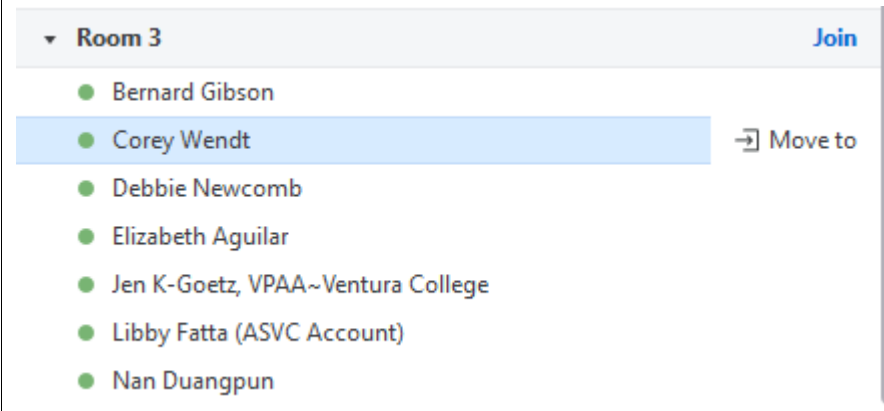 Room 3 Join
Bernard Gibson
Corey Wendt Move to
Debbie Newcomb
Elizabeth Aguilar
Jen K-Goetz, VPAA~Ventura College
Libby Fatta (ASVC Account)
Nan Duangpun